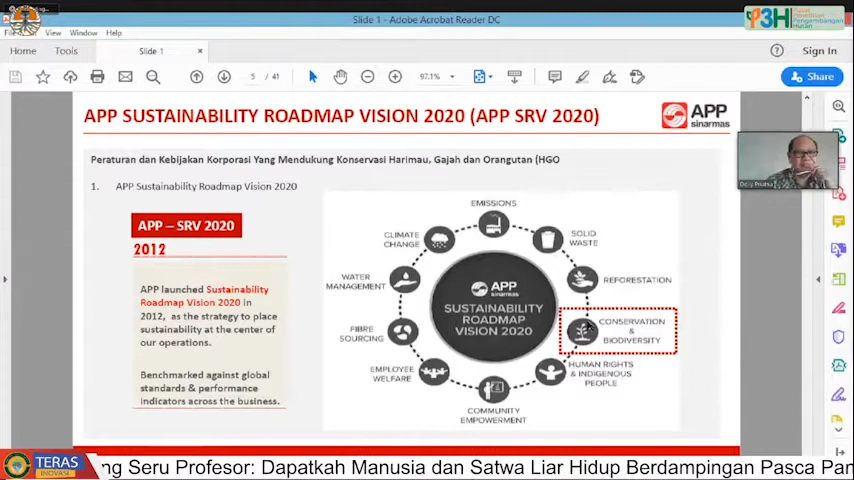 Slide 1 - Adobe Acrobat Reader DC
P3H
Pusat
Penelitian
Pengembangan
Hutan
View Window Help
Home Tools Slide 1 × Sign In
5 / 41 97.1% Share
APP SUSTAINABILITY ROADMAP VISION 2020 (APP SRV 2020)
APP
sinarmas
Peraturan dan Kebijakan Korporasi Yang Mendukung Konservasi Harimau, Gajah dan Orangutan (HGO
1. APP Sustainability Roadmap Vision 2020
APP – SRV 2020
2012
APP launched Sustainability
Roadmap Vision 2020 in
2012, as the strategy to place
sustainability at the center of
our operations.
Benchmarked against global
standards & performance
indicators across the business.
EMISSIONS
SOLID
WASTE
REFORESTATION
CONSERVATION
&
BIODIVERSITY
HUMAN RIGHTS
& INDIGENOUS
PEOPLE
COMMUNITY
EMPOWERMENT
EMPLOYEE
WELFARE
FIBRE
SOURCING
WATER
MANAGEMENT
CLIMATE
CHANGE
APP
sinarmas
SUSTAINABILITY
ROADMAP
VISION 2020
TERAS
INOVASI
ng Seru Profesor: Dapatkah Manusia dan Satwa Liar Hidup Berdampingan Pasca Pan